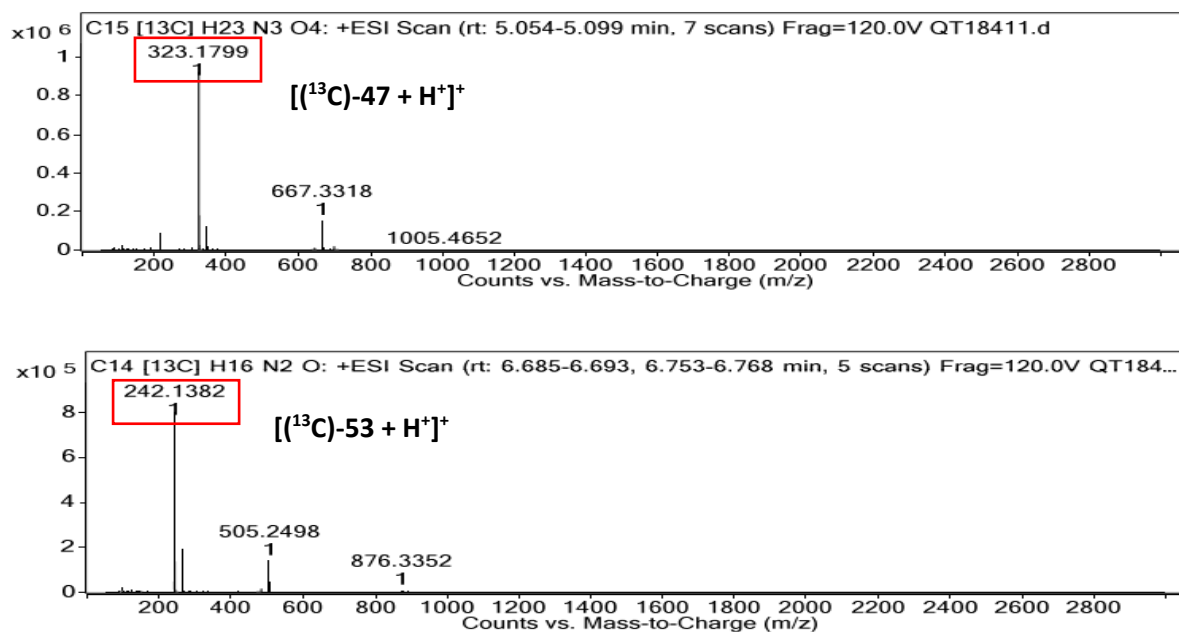 x10 6 C15 [13C] H23 N3 O4: +ESI Scan (rt: 5.054-5.099 min, 7 scans) Frag=120.0V QT18411.d
1
323.1799
1
[(¹³C)-47 + H⁺]⁺
0.8
0.6
0.4
667.3318
0.2
1
1005.4652
0
200 400 600 800 1000 1200 1400 1600 1800 2000 2200 2400 2600 2800
Counts vs. Mass-to-Charge (m/z)
x10 5 C14 [13C] H16 N2 O: +ESI Scan (rt: 6.685-6.693, 6.753-6.768 min, 5 scans) Frag=120.0V QT184...
242.1382
8
1
[(¹³C)-53 + H⁺]⁺
6
4
505.2498
2
1
876.3352
1
0
200 400 600 800 1000 1200 1400 1600 1800 2000 2200 2400 2600 2800
Counts vs. Mass-to-Charge (m/z)